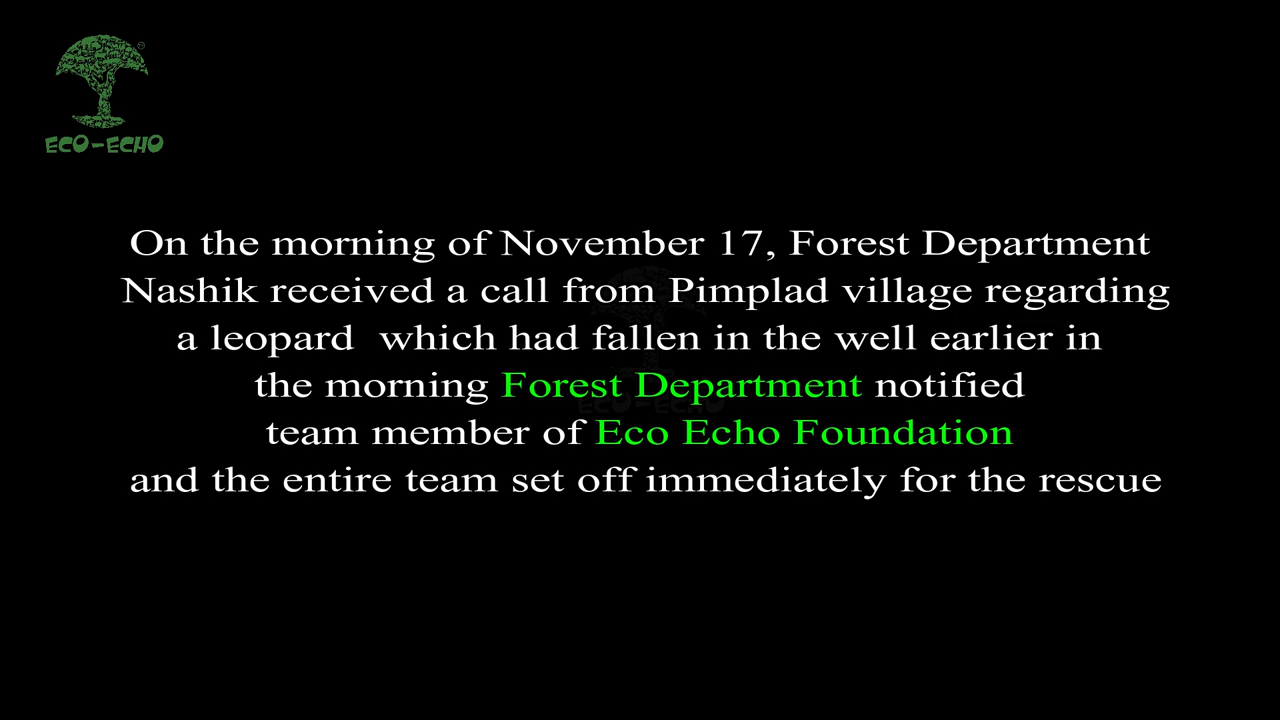 ECO-ECHO
On the morning of November 17, Forest Department
Nashik received a call from Pimplad village regarding
a leopard  which had fallen in the well earlier in
the morning Forest Department notified
team member of Eco Echo Foundation
and the entire team set off immediately for the rescue
ECO-ECHO